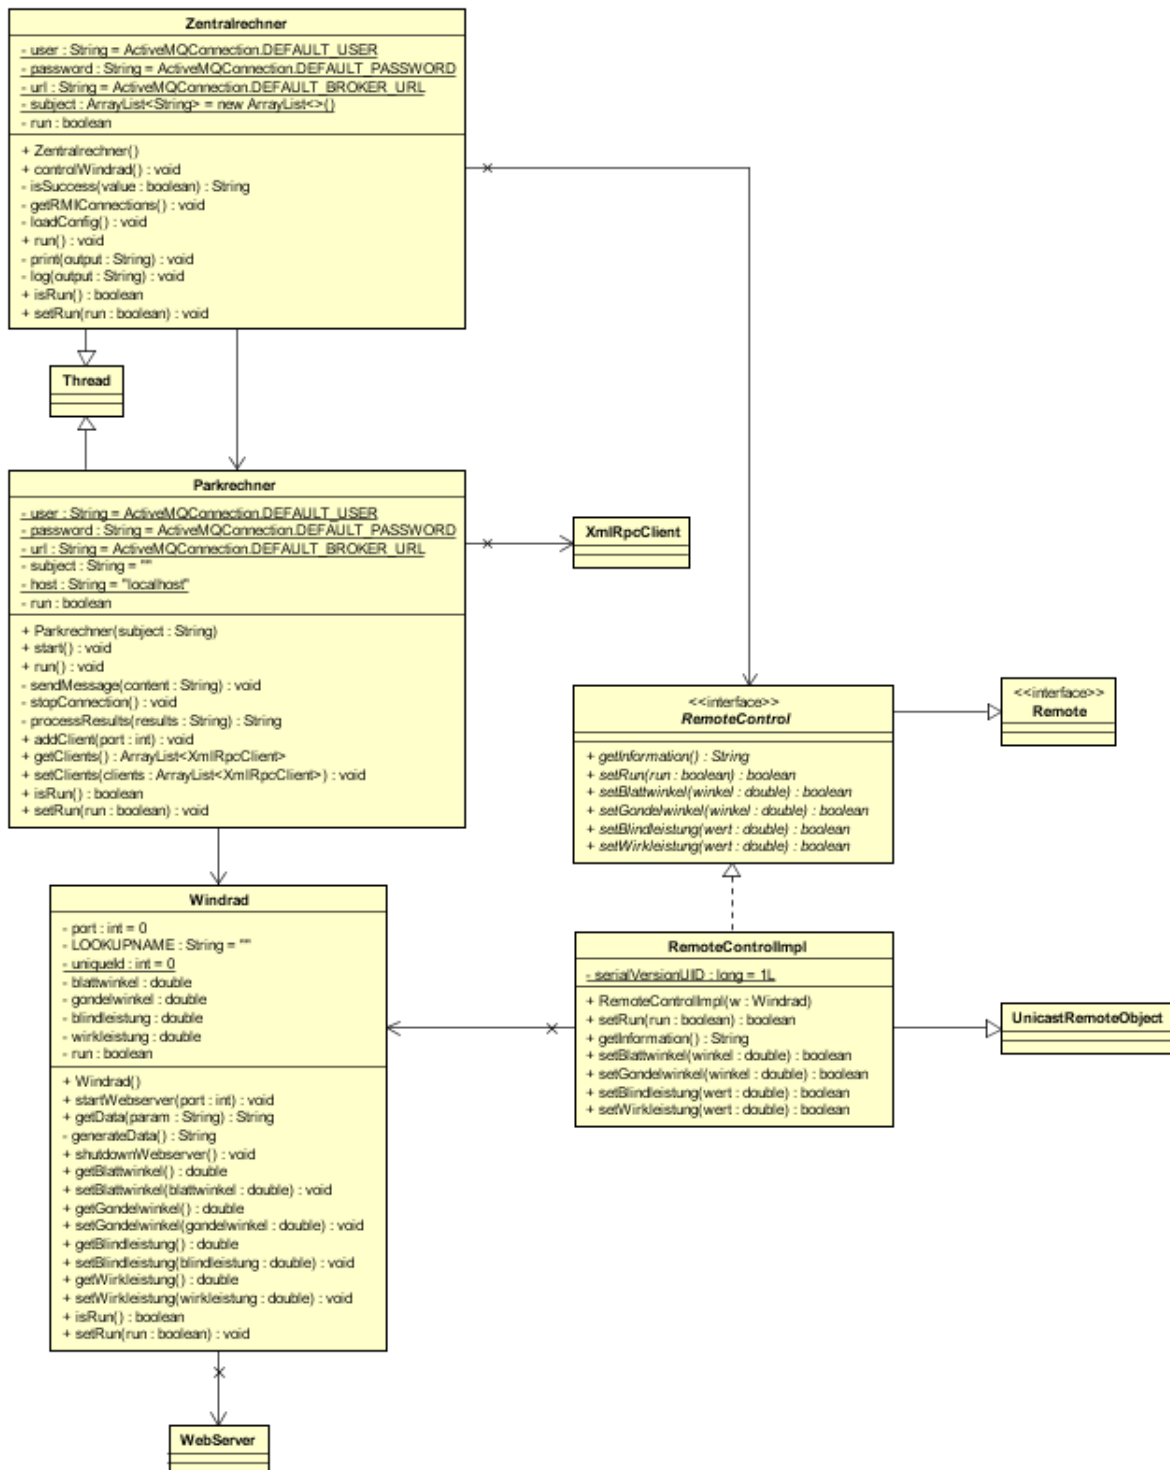 Zentralrechner
- user : String = ActiveMQConnection.DEFAULT_USER
- password : String = ActiveMQConnection.DEFAULT_PASSWORD
- url : String = ActiveMQConnection.DEFAULT_BROKER_URL
- subject : ArrayList<String> = new ArrayList<>()
- run : boolean
+ Zentralrechner()
+ controlWindrad() : void
- isSuccess(value : boolean) : String
- getRMIConnections() : void
- loadConfig() : void
+ run() : void
- print(output : String) : void
- log(output : String) : void
+ isRun() : boolean
+ setRun(run : boolean) : void
Thread
Parkrechner
- user : String = ActiveMQConnection.DEFAULT_USER
- password : String = ActiveMQConnection.DEFAULT_PASSWORD
- url : String = ActiveMQConnection.DEFAULT_BROKER_URL
- subject : String = ""
- host : String = "localhost"
- run : boolean
+ Parkrechner(subject : String)
+ start() : void
+ run() : void
- sendMessage(content : String) : void
- stopConnection() : void
- processResults(results : String) : String
+ addClient(port : int) : void
+ getClients() : ArrayList<XmlRpcClient>
+ setClients(clients : ArrayList<XmlRpcClient>) : void
+ isRun() : boolean
+ setRun(run : boolean) : void
XmlRpcClient
<<interface>>
RemoteControl
+ getInformation() : String
+ setRun(run : boolean) : boolean
+ setBlattwinkel(winkel : double) : boolean
+ setGondelwinkel(winkel : double) : boolean
+ setBlindleistung(wert : double) : boolean
+ setWirkleistung(wert : double) : boolean
<<interface>>
Remote
Windrad
- port : int = 0
- LOOKUPNAME : String = ""
- uniqueId : int = 0
- blattwinkel : double
- gondelwinkel : double
- blindleistung : double
- wirkleistung : double
- run : boolean
+ Windrad()
+ startWebserver(port : int) : void
+ getData(param : String) : String
- generateData() : String
+ shutdownWebserver() : void
+ getBlattwinkel() : double
+ setBlattwinkel(blattwinkel : double) : void
+ getGondelwinkel() : double
+ setGondelwinkel(gondelwinkel : double) : void
+ getBlindleistung() : double
+ setBlindleistung(blindleistung : double) : void
+ getWirkleistung() : double
+ setWirkleistung(wirkleistung : double) : void
+ isRun() : boolean
+ setRun(run : boolean) : void
RemoteControlImpl
- serialVersionUID : long = 1L
+ RemoteControlImpl(w : Windrad)
+ setRun(run : boolean) : boolean
+ getInformation() : String
+ setBlattwinkel(winkel : double) : boolean
+ setGondelwinkel(winkel : double) : boolean
+ setBlindleistung(wert : double) : boolean
+ setWirkleistung(wert : double) : boolean
UnicastRemoteObject
WebServer